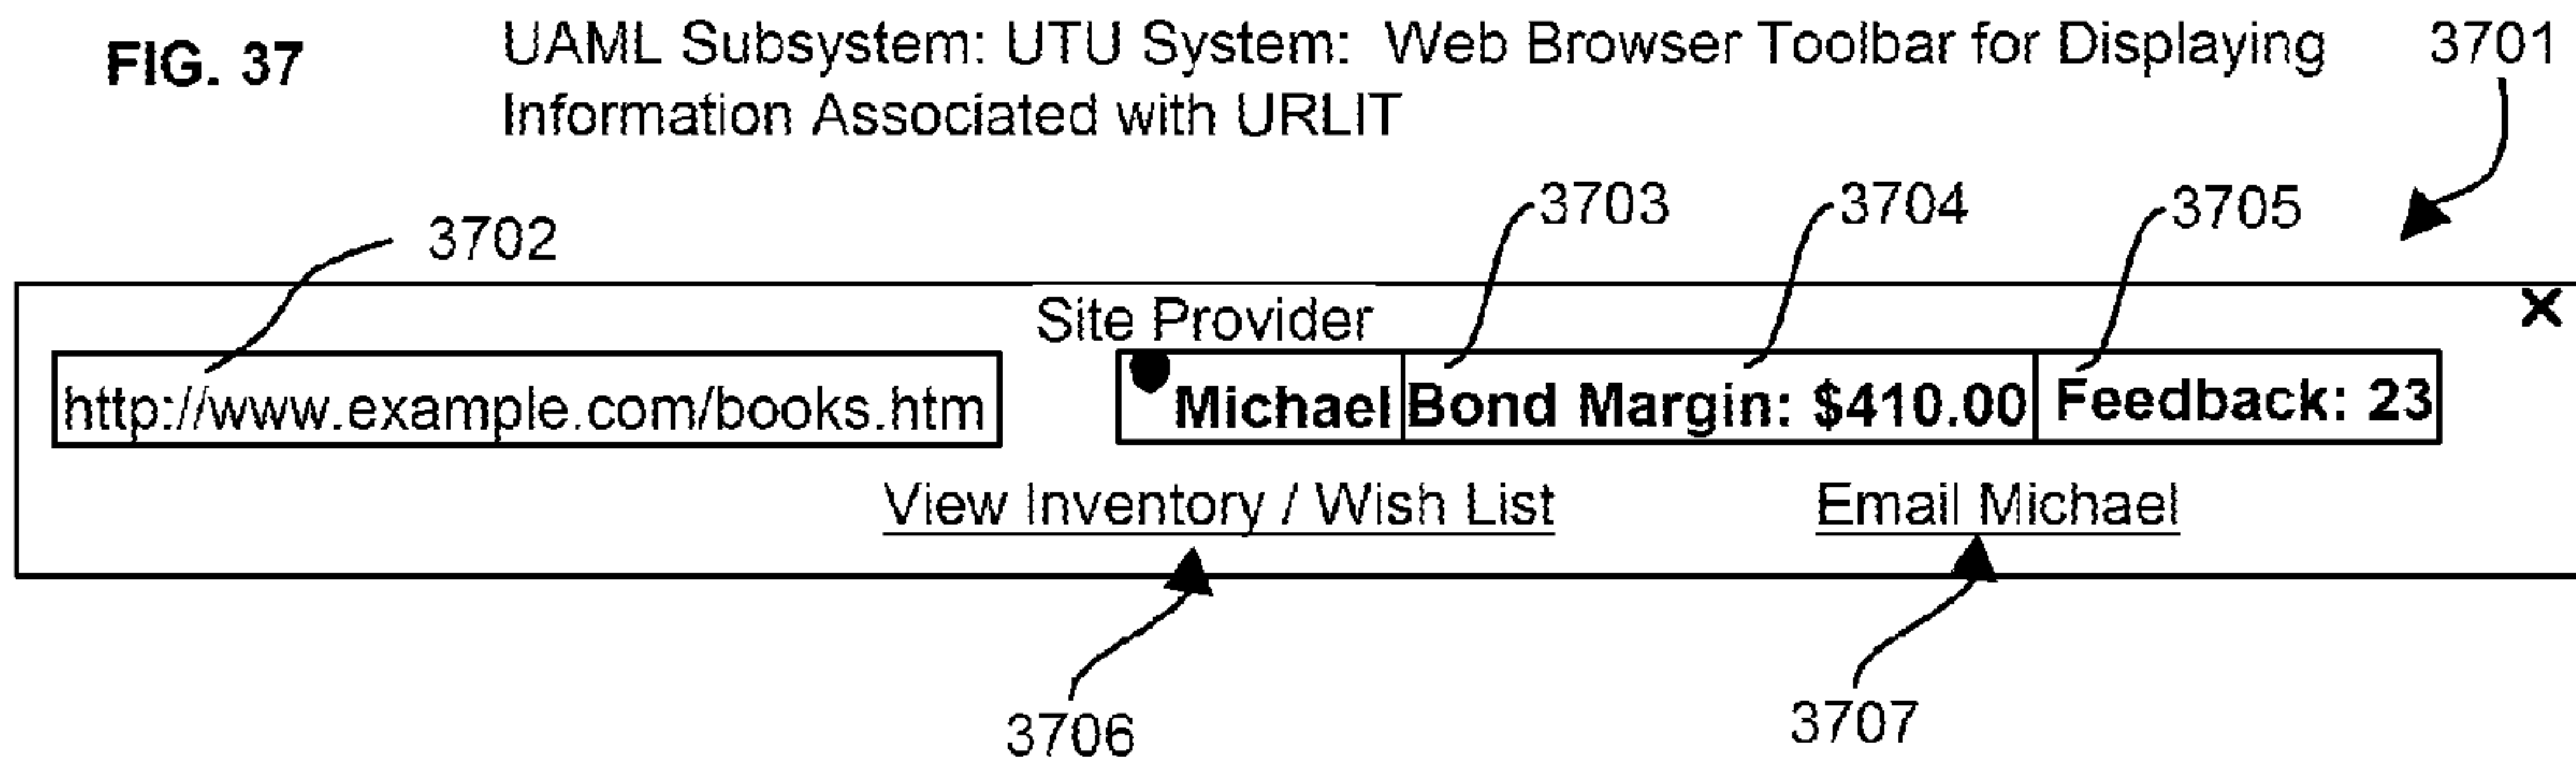 FIG. 37
UAML Subsystem: UTU System: Web Browser Toolbar for Displaying
Information Associated with URLIT
3701
3702
3703
3704
3705
Site Provider
X
http://www.example.com/books.htm
Michael
Bond Margin: $410.00
Feedback: 23
View Inventory / Wish List
Email Michael
3706
3707